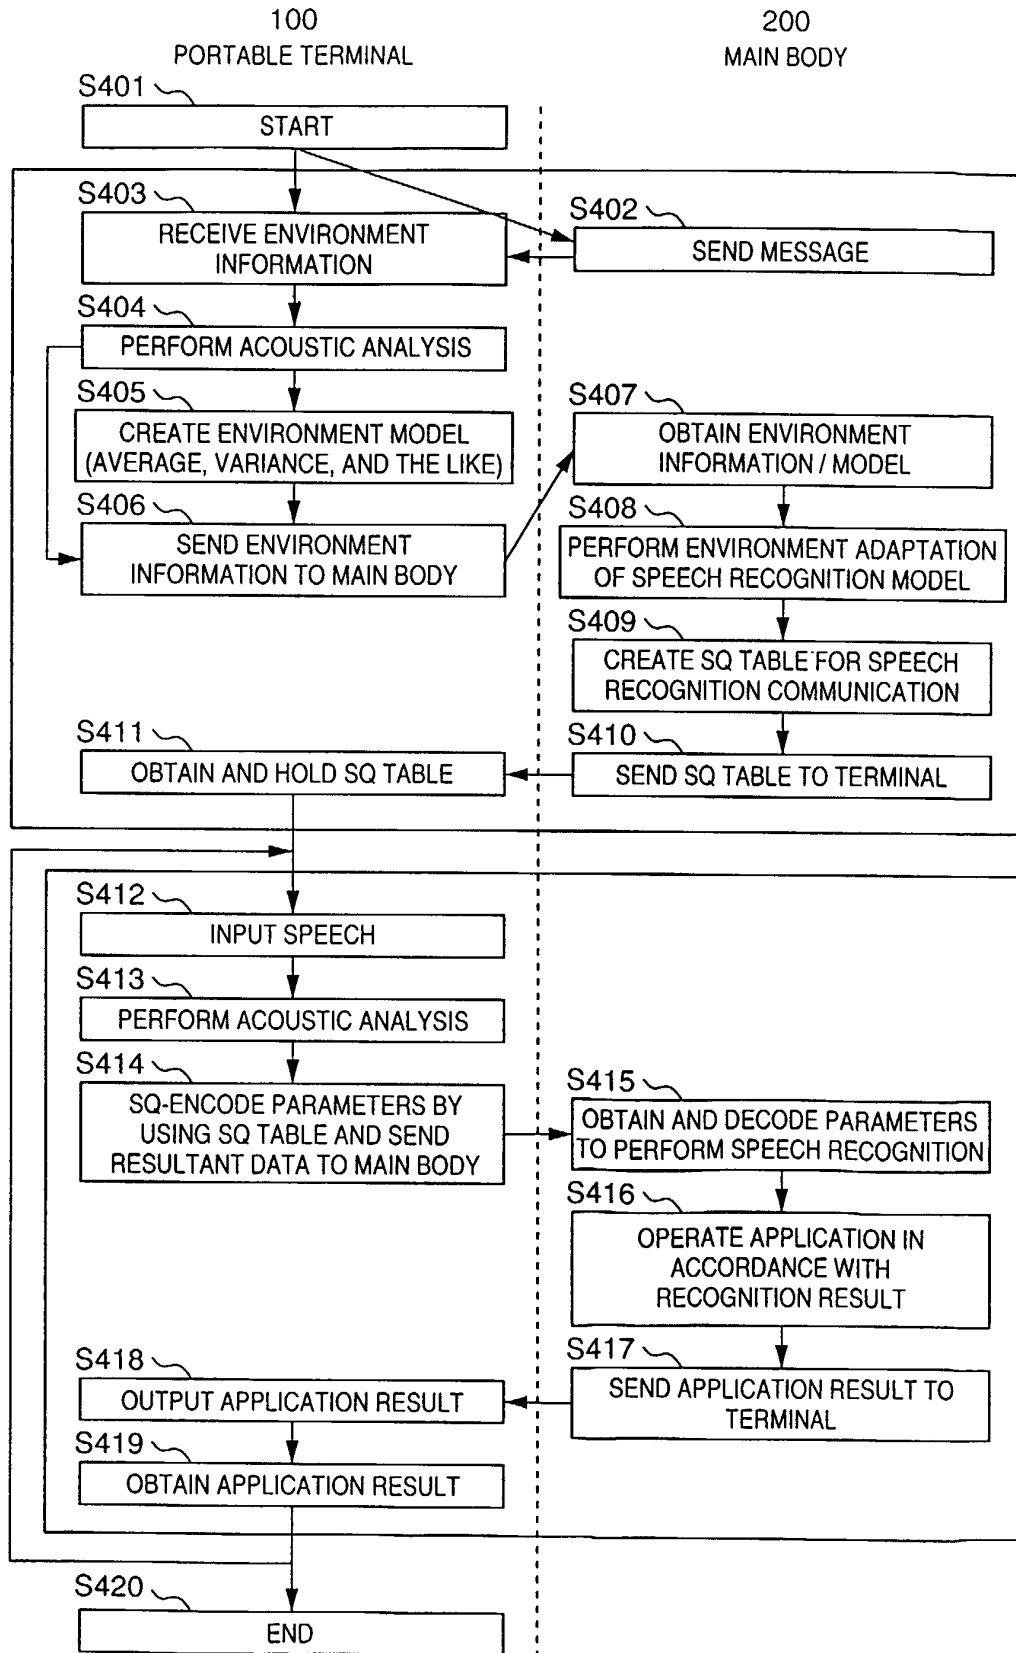 100
PORTABLE TERMINAL
200
MAIN BODY
S401
START
S403
RECEIVE ENVIRONMENT
INFORMATION
S402
SEND MESSAGE
S404
PERFORM ACOUSTIC ANALYSIS
S405
CREATE ENVIRONMENT MODEL
(AVERAGE, VARIANCE, AND THE LIKE)
S406
SEND ENVIRONMENT
INFORMATION TO MAIN BODY
S407
OBTAIN ENVIRONMENT
INFORMATION / MODEL
S408
PERFORM ENVIRONMENT ADAPTATION
OF SPEECH RECOGNITION MODEL
S409
CREATE SQ TABLE FOR SPEECH
RECOGNITION COMMUNICATION
S410
SEND SQ TABLE TO TERMINAL
S411
OBTAIN AND HOLD SQ TABLE
S412
INPUT SPEECH
S413
PERFORM ACOUSTIC ANALYSIS
S414
SQ-ENCODE PARAMETERS BY
USING SQ TABLE AND SEND
RESULTANT DATA TO MAIN BODY
S415
OBTAIN AND DECODE PARAMETERS
TO PERFORM SPEECH RECOGNITION
S416
OPERATE APPLICATION IN
ACCORDANCE WITH
RECOGNITION RESULT
S417
SEND APPLICATION RESULT TO
TERMINAL
S418
OUTPUT APPLICATION RESULT
S419
OBTAIN APPLICATION RESULT
S420
END